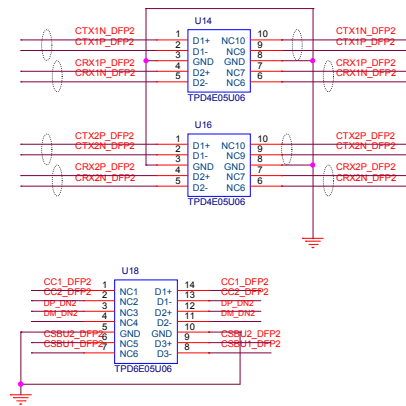 U14
CTX1N_DFP2 1 D1+ NC10 10 CTX1N_DFP2
CTX1P_DFP2 2 D1- NC9 9 CTX1P_DFP2
3 GND GND 8
CRX1P_DFP2 4 D2+ NC7 7 CRX1P_DFP2
CRX1N_DFP2 5 D2- NC6 6 CRX1N_DFP2
TPD4E05U06
U16
CTX2P_DFP2 1 D1+ NC10 10 CTX2P_DFP2
CTX2N_DFP2 2 D1- NC9 9 CTX2N_DFP2
3 GND GND 8
CRX2P_DFP2 4 D2+ NC7 7 CRX2P_DFP2
CRX2N_DFP2 5 D2- NC6 6 CRX2N_DFP2
TPD4E05U06
U18
CC1_DFP2 1 NC1 D1+ 14 CC1_DFP2
CC2_DFP2 2 NC2 D1- 13 CC2_DFP2
DP_DN2 3 NC3 D2+ 12 DP_DN2
DM_DN2 4 NC4 D2- 11 DM_DN2
5 GND GND 10
CSBU2_DFP2 6 NC5 D3+ 9 CSBU2_DFP2
CSBU1_DFP2 7 NC6 D3- 8 CSBU1_DFP2
TPD6E05U06